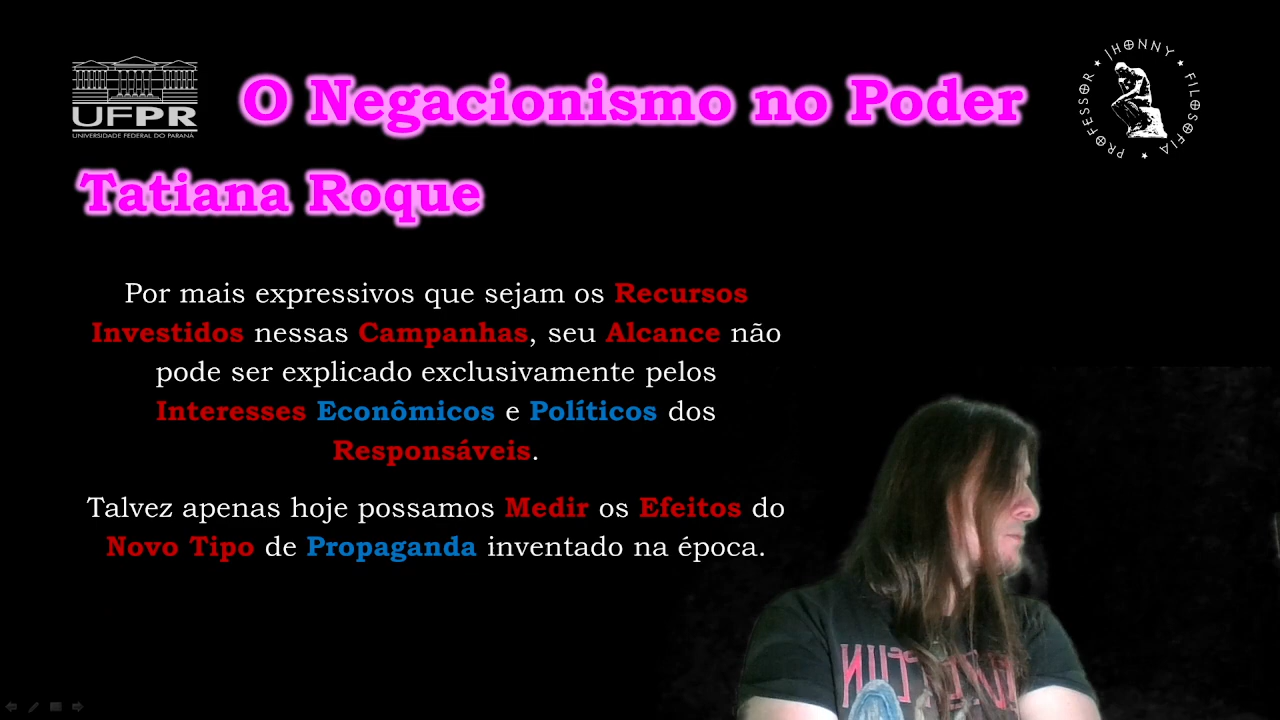 O Negacionismo no Poder
UFPR
UNIVERSIDADE FEDERAL DO PARANÁ
PROFESSOR ★ JHONNY ★ FILOSOFIA ★
Tatiana Roque
Por mais expressivos que sejam os Recursos
Investidos nessas Campanhas, seu Alcance não
pode ser explicado exclusivamente pelos
Interesses Econômicos e Políticos dos
Responsáveis.
Talvez apenas hoje possamos Medir os Efeitos do
Novo Tipo de Propaganda inventado na época.